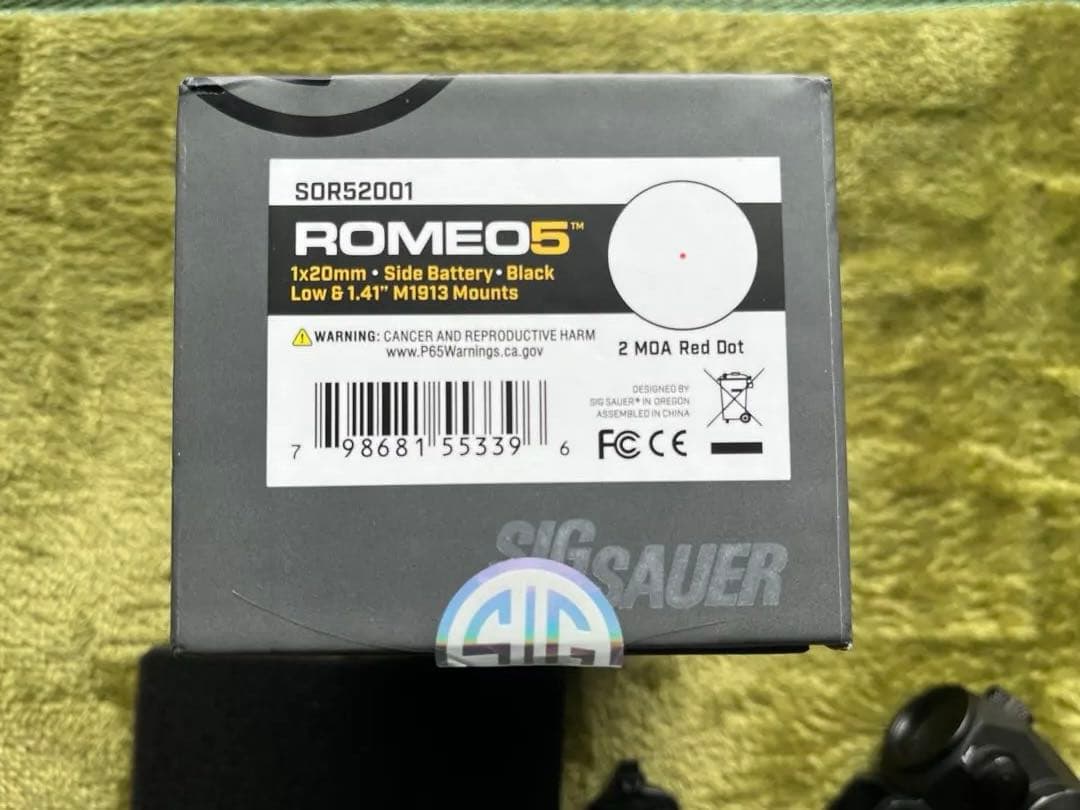 SOR52001
ROMEO5™
1x20mm • Side Battery • Black
Low & 1.41" M1913 Mounts
⚠ WARNING: CANCER AND REPRODUCTIVE HARM
www.P65Warnings.ca.gov
2 MOA Red Dot
DESIGNED BY
SIG SAUER® IN OREGON
ASSEMBLED IN CHINA
7 98681 55339 6
FC CE
SIG SAUER
SIG